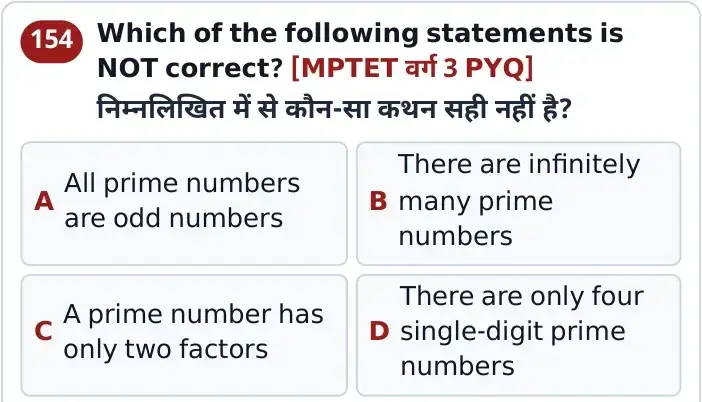 154
Which of the following statements is
NOT correct? [MPTET वर्ग 3 PYQ]
निम्नलिखित में से कौन-सा कथन सही नहीं है?
A
All prime numbers
are odd numbers
B
There are infinitely
many prime
numbers
C
A prime number has
only two factors
D
There are only four
single-digit prime
numbers